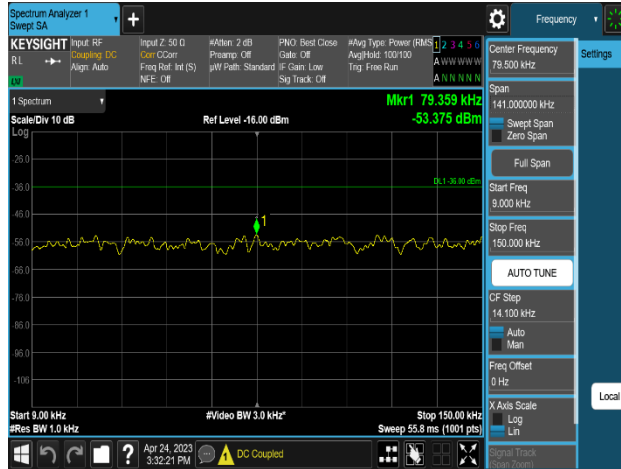 Spectrum Analyzer 1
Swept SA
+
Frequency
KEYSIGHT
RL
Input: RF
Coupling: DC
Align: Auto
Input Z: 50 Ω
Corr CCorr
Freq Ref: Int (S)
NFE: Off
#Atten: 2 dB
Preamp: Off
µW Path: Standard
PNO: Best Close
Gate: Off
IF Gain: Low
Sig Track: Off
#Avg Type: Power (RMS
Avg|Hold: 100/100
Trig: Free Run
1 2 3 4 5 6
A W W W W W
A N N N N N
1 Spectrum
Scale/Div 10 dB
Ref Level -16.00 dBm
Mkr1 79.359 kHz
-53.375 dBm
Log
-26.0
-36.0
-46.0
-56.0
-66.0
-76.0
-86.0
-96.0
-106
DL1 -36.00 dBm
1
Start 9.00 kHz
#Res BW 1.0 kHz
#Video BW 3.0 kHz*
Stop 150.00 kHz
Sweep 55.8 ms (1001 pts)
Center Frequency
79.500 kHz
Settings
Span
141.000000 kHz
Swept Span
Zero Span
Full Span
Start Freq
9.000 kHz
Stop Freq
150.000 kHz
AUTO TUNE
CF Step
14.100 kHz
Auto
Man
Freq Offset
0 Hz
X Axis Scale
Log
Lin
Local
Signal Track
(Span Zoom)
?
Apr 24, 2023
3:32:21 PM
DC Coupled